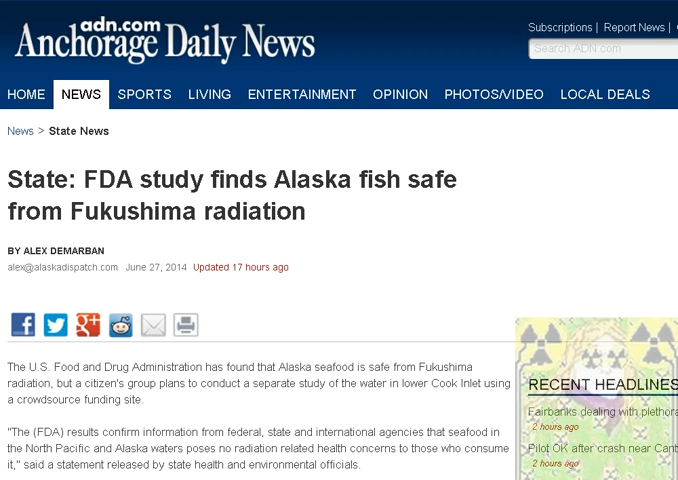 adn.com
Anchorage Daily News
Subscriptions | Report News |
Search ADN.com
HOME NEWS SPORTS LIVING ENTERTAINMENT OPINION PHOTOS/VIDEO LOCAL DEALS
News > State News
State: FDA study finds Alaska fish safe
from Fukushima radiation
BY ALEX DEMARBAN
alex@alaskadispatch.com June 27, 2014 Updated 17 hours ago
The U.S. Food and Drug Administration has found that Alaska seafood is safe from Fukushima
radiation, but a citizen's group plans to conduct a separate study of the water in lower Cook Inlet using
a crowdsource funding site.
"The (FDA) results confirm information from federal, state and international agencies that seafood in
the North Pacific and Alaska waters poses no radiation related health concerns to those who consume
it," said a statement released by state health and environmental officials.
RECENT HEADLINES
Fairbanks dealing with plethora
2 hours ago
Pilot OK after crash near Cant
2 hours ago